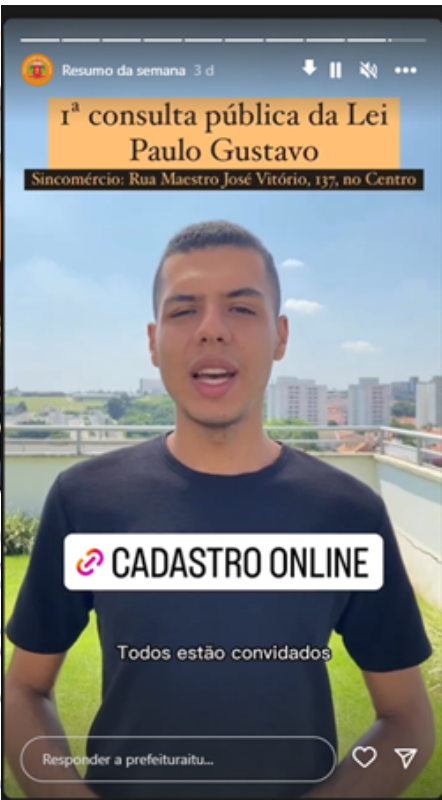 Resumo da semana 3 d
1ª consulta pública da Lei
Paulo Gustavo
Sincomércio: Rua Maestro José Vitório, 137, no Centro
CADASTRO ONLINE
Todos estão convidados
Responder a prefeituraitu...